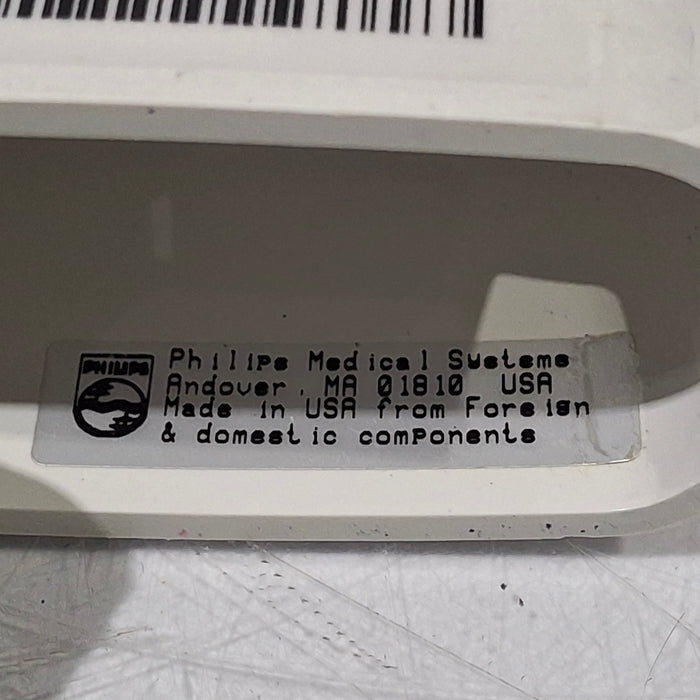 PHILIPS
Philips Medical Systems
Andover, MA 01810 USA
Made in USA from Foreign
& domestic components